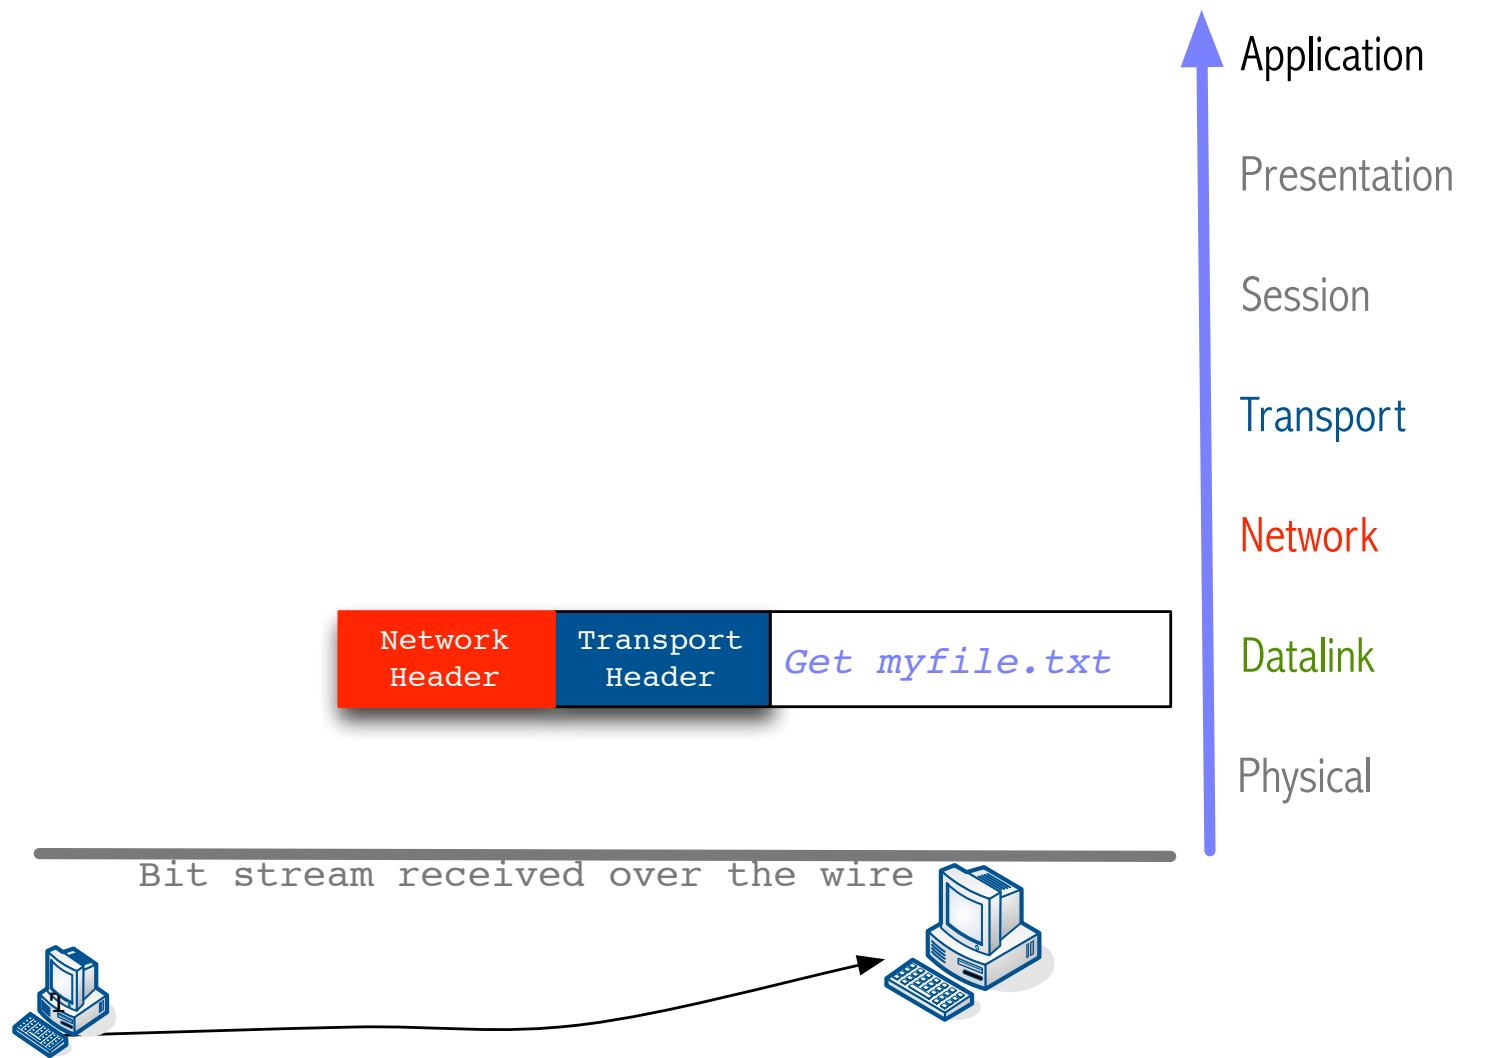 Application
Presentation
Session
Transport
Network
Network Header
Transport Header
Get myfile.txt
Datalink
Physical
Bit stream received over the wire
1